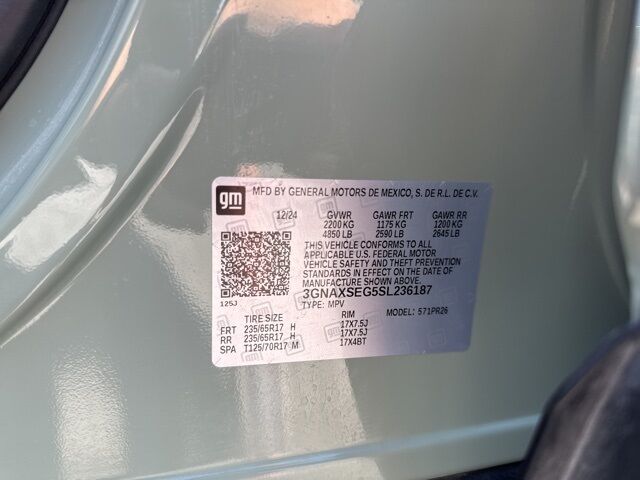 gm MFD BY GENERAL MOTORS DE MEXICO, S. DE R.L. DE C.V.
12/24 GVWR GAWR FRT GAWR RR
2200 KG 1175 KG 1200 KG
4850 LB 2590 LB 2645 LB
THIS VEHICLE CONFORMS TO ALL
APPLICABLE U.S. FEDERAL MOTOR
VEHICLE SAFETY AND THEFT PREVENTION
STANDARDS IN EFFECT ON THE DATE OF
MANUFACTURE SHOWN ABOVE.
125J 3GNAXSEG5SL236187
TYPE: MPV MODEL: 571PR26
TIRE SIZE RIM
FRT 235/65R17 H 17X7.5J
RR 235/65R17 H 17X7.5J
SPA T125/70R17 M 17X4BT